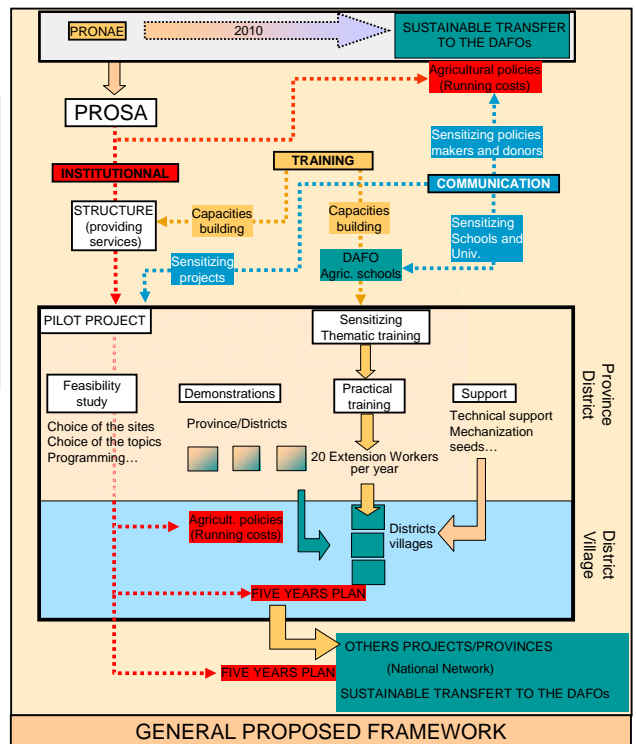 PRONAE
2010
SUSTAINABLE TRANSFER
TO THE DAFOs
Agricultural policies
(Running costs)
PROSA
Sensitizing policies
makers and donors
TRAINING
INSTITUTIONNAL
COMMUNICATION
STRUCTURE
(providing
services)
Capacities
building
Capacities
building
Sensitizing
Schools and
Univ.
Sensitizing
projects
DAFO
Agric. schools
PILOT PROJECT
Sensitizing
Thematic training
Province
District
Feasibility
study
Demonstrations
Practical
training
Support
Choice of the sites
Choice of the topics
Programming…
Province/Districts
Technical support
Mechanization
seeds…
20 Extension Workers
per year
Agricult. policies
(Running costs)
Districts
villages
District
Village
FIVE YEARS PLAN
OTHERS PROJECTS/PROVINCES
(National Network)
FIVE YEARS PLAN
SUSTAINABLE TRANSFERT TO THE DAFOs
GENERAL PROPOSED FRAMEWORK